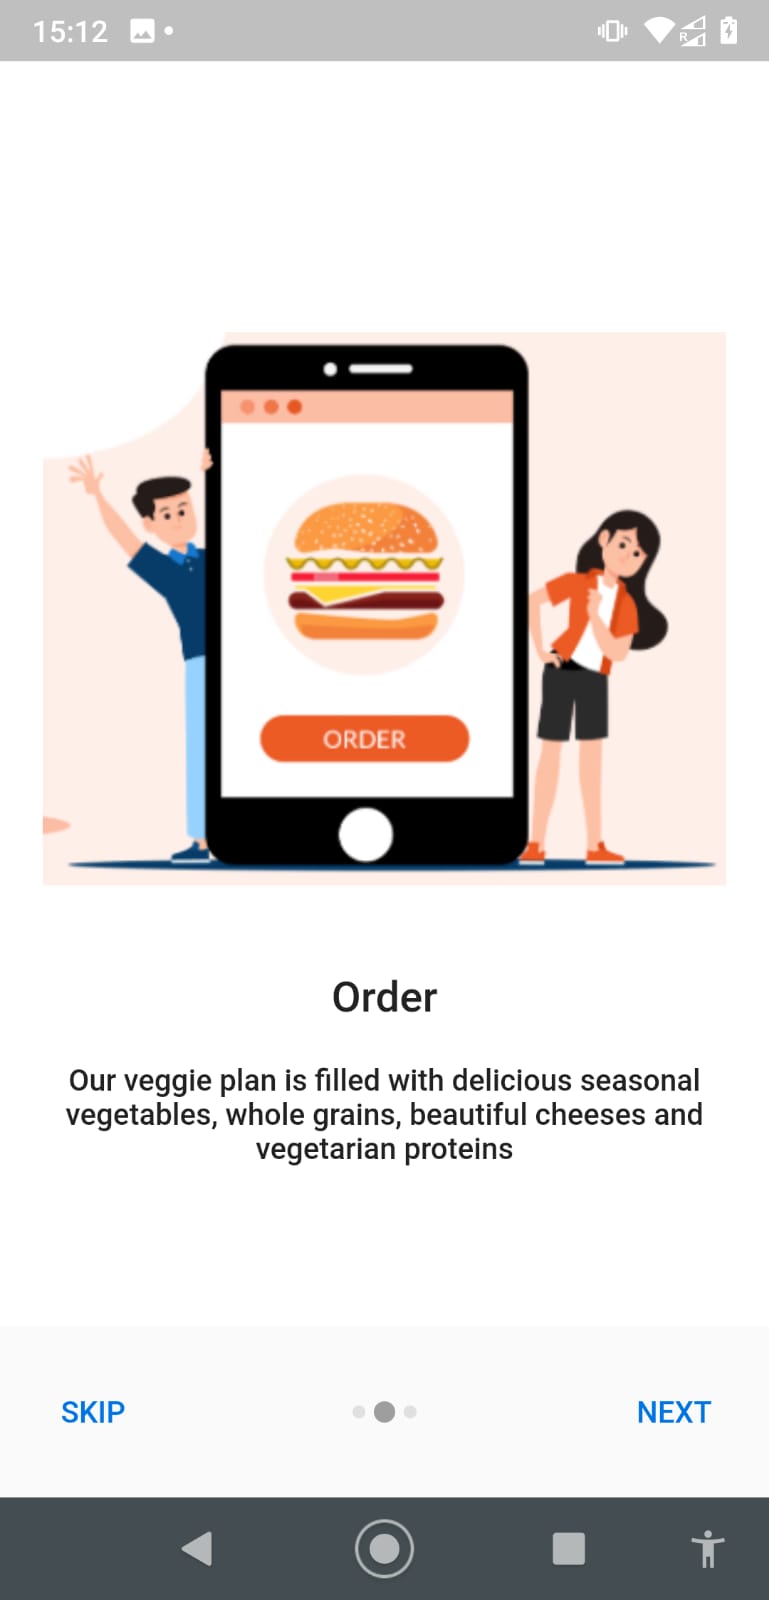 15:12
R
ORDER
Order
Our veggie plan is filled with delicious seasonal
vegetables, whole grains, beautiful cheeses and
vegetarian proteins
SKIP
NEXT